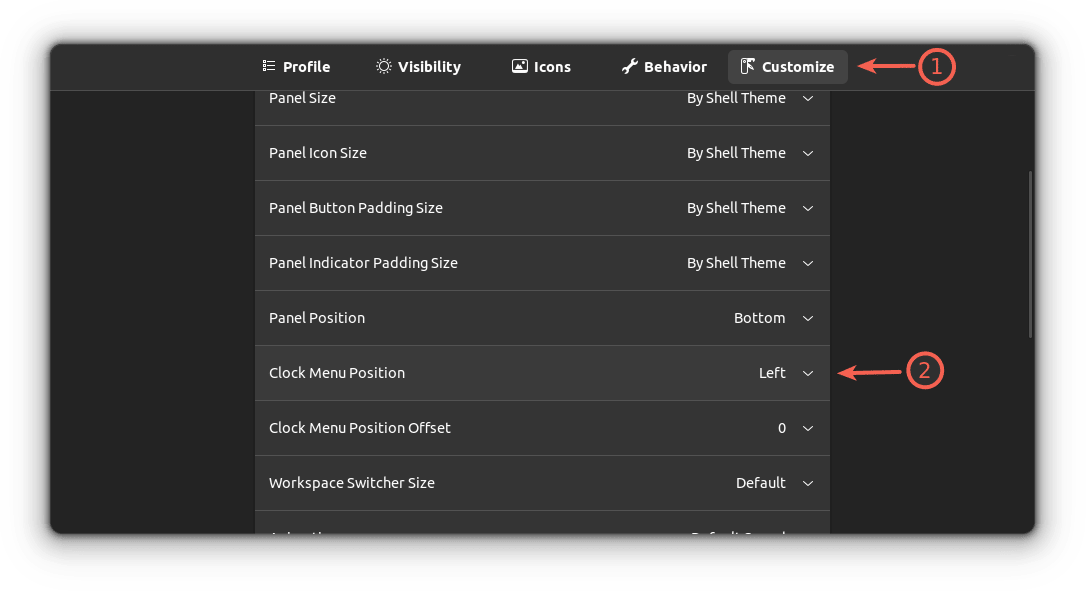 Profile Visibility Icons Behavior Customize 1
Panel Size By Shell Theme
Panel Icon Size By Shell Theme
Panel Button Padding Size By Shell Theme
Panel Indicator Padding Size By Shell Theme
Panel Position Bottom
Clock Menu Position Left 2
Clock Menu Position Offset 0
Workspace Switcher Size Default